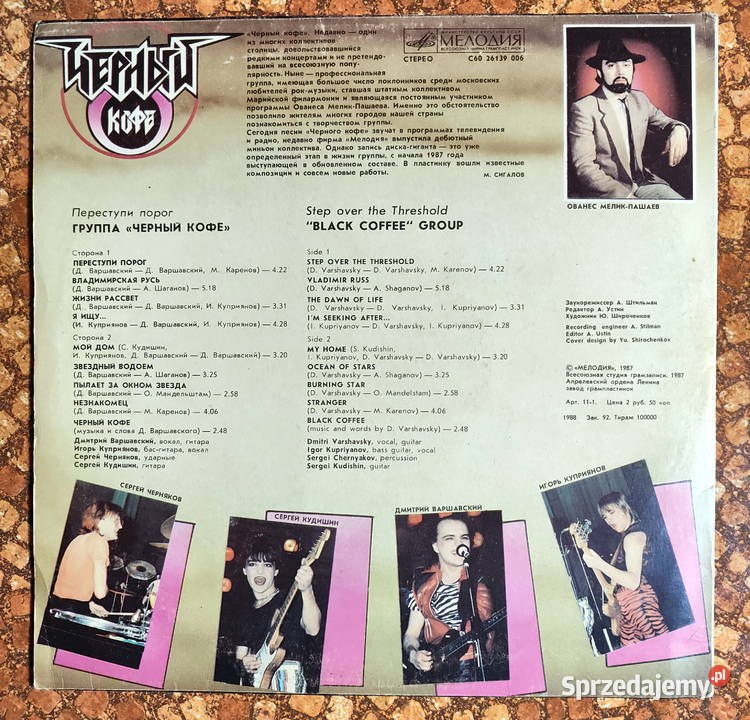 ЧЕРНЫЙ
КОФЕ
«Черный кофе». Недавно — один
из многих коллективов
столицы, довольствовавшийся
редкими концертами и не претендо-
вавший на всесоюзную попу-
лярность. Ныне — профессиональная
группа, имеющая большое число поклонников среди московских
любителей рок-музыки, ставшая штатным коллективом
Марийской филармонии и являющаяся постоянным участником
программы Ованеса Мелик-Пашаева. Именно это обстоятельство
позволило жителям многих городов нашей страны
познакомиться с творчеством группы.
Сегодня песни «Черного кофе» звучат в программах телевидения
и радио, недавно фирма «Мелодия» выпустила дебютный
миньон коллектива. Однако запись диска-гиганта — это уже
определенный этап в жизни группы, с начала 1987 года
выступающей в обновленном составе. В пластинку вошли известные
композиции и совсем новые работы.
М. СИГАЛОВ
МИНИСТЕРСТВО КУЛЬТУРЫ СССР
МЕЛОДИЯ
ВСЕСОЮЗНАЯ ФИРМА ГРАМПЛАСТИНОК
СТЕРЕО
С60 26139 006
ОВАНЕС МЕЛИК-ПАШАЕВ
Переступи порог
ГРУППА «ЧЕРНЫЙ КОФЕ»
Сторона 1
ПЕРЕСТУПИ ПОРОГ
(Д. Варшавский — Д. Варшавский, М. Каренов) — 4.22
ВЛАДИМИРСКАЯ РУСЬ
(Д. Варшавский — А. Шаганов) — 5.18
ЖИЗНИ РАССВЕТ
(Д. Варшавский — Д. Варшавский, И. Куприянов) — 3.31
Я ИЩУ...
(И. Куприянов — Д. Варшавский, И. Куприянов) — 4.28
Сторона 2
МОЙ ДОМ (С. Кудишин,
И. Куприянов, Д. Варшавский — Д. Варшавский) — 3.20
ЗВЕЗДНЫЙ ВОДОЕМ
(Д. Варшавский — А. Шаганов) — 3.25
ПЫЛАЕТ ЗА ОКНОМ ЗВЕЗДА
(Д. Варшавский — О. Мандельштам) — 2.58
НЕЗНАКОМЕЦ
(Д. Варшавский — М. Каренов) — 4.06
ЧЕРНЫЙ КОФЕ
(музыка и слова Д. Варшавского) — 2.48
Дмитрий Варшавский, вокал, гитара
Игорь Куприянов, бас-гитара, вокал
Сергей Черняков, ударные
Сергей Кудишин, гитара
Step over the Threshold
"BLACK COFFEE" GROUP
Side 1
STEP OVER THE THRESHOLD
(D. Varshavsky — D. Varshavsky, M. Karenov) — 4.22
VLADIMIR RUSS
(D. Varshavsky — A. Shaganov) — 5.18
THE DAWN OF LIFE
(D. Varshavsky — D. Varshavsky, I. Kupriyanov) — 3.31
I'M SEEKING AFTER...
(I. Kupriyanov — D. Varshavsky, I. Kupriyanov) — 4.28
Side 2
MY HOME (S. Kudishin,
I. Kupriyanov, D. Varshavsky — D. Varshavsky) — 3.20
OCEAN OF STARS
(D. Varshavsky — A. Shaganov) — 3.25
BURNING STAR
(D. Varshavsky — O. Mandelstam) — 2.58
STRANGER
(D. Varshavsky — M. Karenov) — 4.06
BLACK COFFEE
(music and words by D. Varshavsky) — 2.48
Dmitri Varshavsky, vocal, guitar
Igor Kupriyanov, bass guitar, vocal
Sergei Chernyakov, percussion
Sergei Kudishin, guitar
Звукорежиссер А. Штильман
Редактор А. Устин
Художник Ю. Широченков
Recording engineer A. Stilman
Editor A. Ustin
Cover design by Yu. Shirochenkov
©«МЕЛОДИЯ», 1987
Всесоюзная студия грамзаписи. 1987
Апрелевский ордена Ленина
завод грампластинок
Арт. 11-1. Цена 2 руб. 50 коп.
1988 Зак. 92. Тираж 100000
СЕРГЕЙ ЧЕРНЯКОВ
СЕРГЕЙ КУДИШИН
ДМИТРИЙ ВАРШАВСКИЙ
ИГОРЬ КУПРИЯНОВ
Sprzedajemy.pl